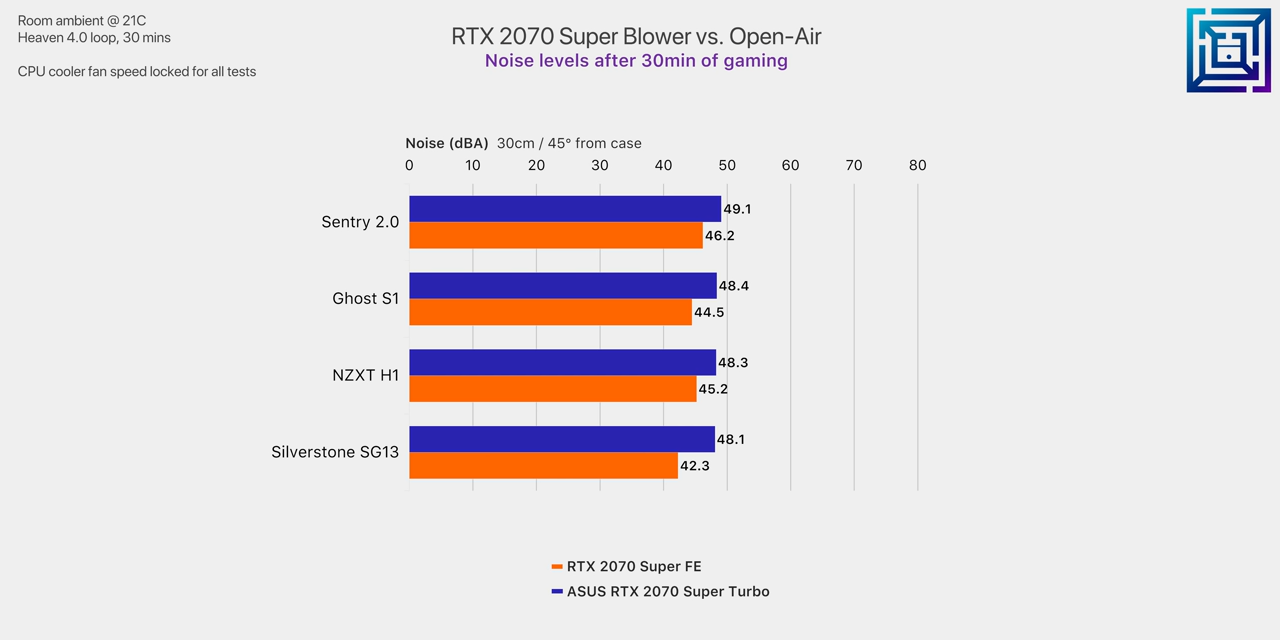 Room ambient @ 21C
Heaven 4.0 loop, 30 mins
CPU cooler fan speed locked for all tests
RTX 2070 Super Blower vs. Open-Air
Noise levels after 30min of gaming
Noise (dBA) 30cm / 45° from case
0 10 20 30 40 50 60 70 80
Sentry 2.0
49.1
46.2
Ghost S1
48.4
44.5
NZXT H1
48.3
45.2
Silverstone SG13
48.1
42.3
RTX 2070 Super FE
ASUS RTX 2070 Super Turbo